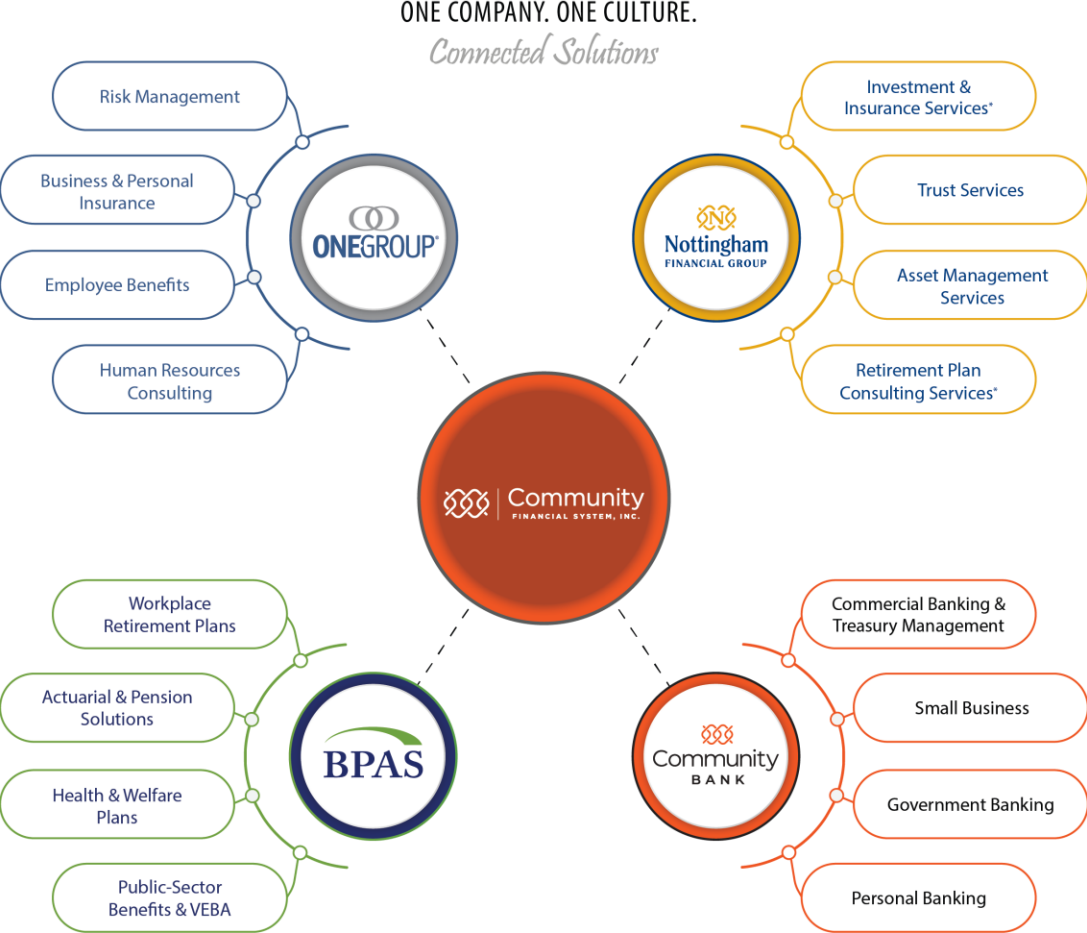 ONE COMPANY. ONE CULTURE.
Connected Solutions
Risk Management
Business & Personal
Insurance
Employee Benefits
Human Resources
Consulting
ONEGROUP®
Investment &
Insurance Services*
Trust Services
Asset Management
Services
Retirement Plan
Consulting Services*
N
Nottingham
FINANCIAL GROUP
Community
FINANCIAL SYSTEM, INC.
Workplace
Retirement Plans
Actuarial & Pension
Solutions
Health & Welfare
Plans
Public-Sector
Benefits & VEBA
BPAS
Commercial Banking &
Treasury Management
Small Business
Government Banking
Personal Banking
Community
BANK